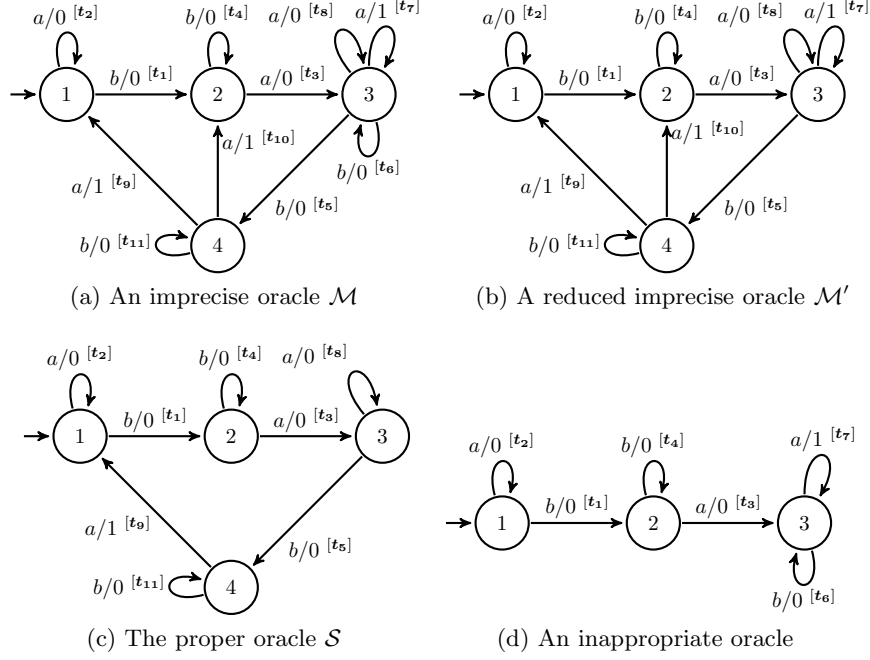 a/0 [t₂]
b/0 [t₄]
a/0 [t₈]
a/1 [t₇]
1
b/0 [t₁]
2
a/0 [t₃]
3
a/1 [t₁₀]
b/0 [t₆]
a/1 [t₉]
b/0 [t₅]
b/0 [t₁₁]
4
(a) An imprecise oracle ℳ
a/0 [t₂]
b/0 [t₄]
a/0 [t₈]
a/1 [t₇]
1
b/0 [t₁]
2
a/0 [t₃]
3
a/1 [t₁₀]
a/1 [t₉]
b/0 [t₅]
b/0 [t₁₁]
4
(b) A reduced imprecise oracle ℳ′
a/0 [t₂]
b/0 [t₄]
a/0 [t₈]
1
b/0 [t₁]
2
a/0 [t₃]
3
a/1 [t₉]
b/0 [t₅]
b/0 [t₁₁]
4
(c) The proper oracle 𝒮
a/0 [t₂]
b/0 [t₄]
a/1 [t₇]
1
b/0 [t₁]
2
a/0 [t₃]
3
b/0 [t₆]
(d) An inappropriate oracle